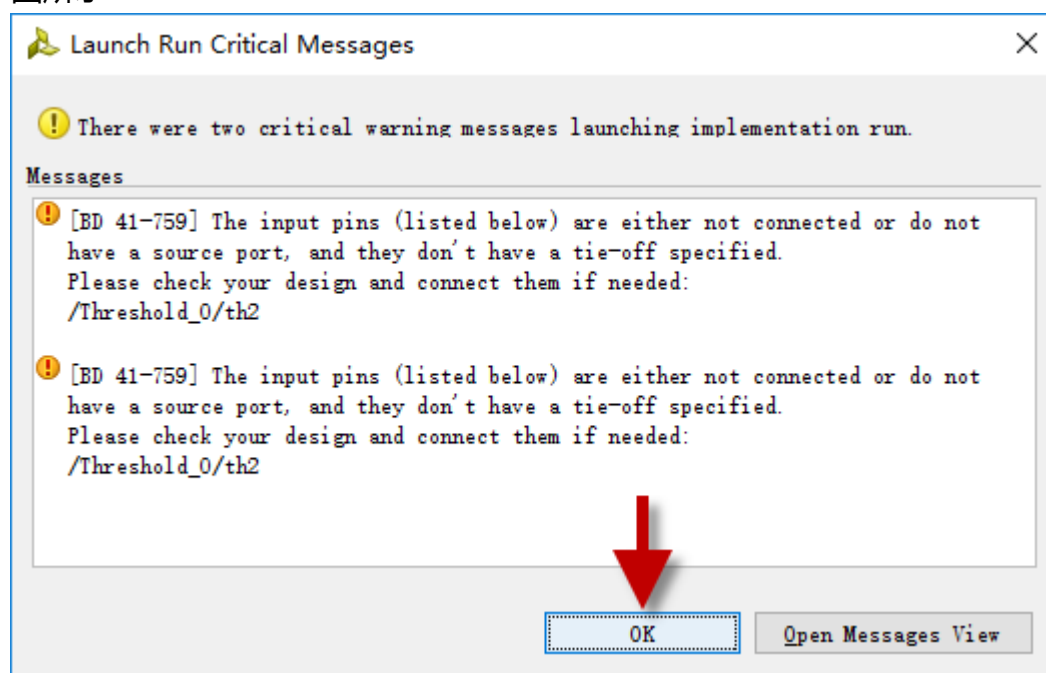 Launch Run Critical Messages
There were two critical warning messages launching implementation run.
Messages
[BD 41-759] The input pins (listed below) are either not connected or do not
have a source port, and they don't have a tie-off specified.
Please check your design and connect them if needed:
/Threshold_0/th2
[BD 41-759] The input pins (listed below) are either not connected or do not
have a source port, and they don't have a tie-off specified.
Please check your design and connect them if needed:
/Threshold_0/th2
OK
Open Messages View